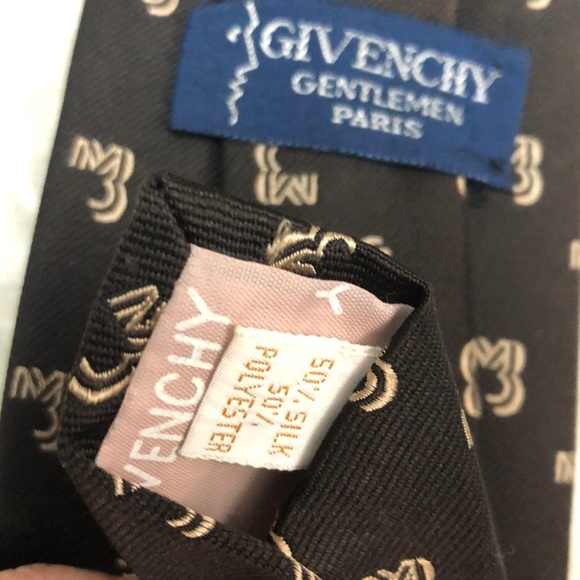 GIVENCHY
GENTLEMEN
PARIS
Y
VENCHY
50% SILK
50%
POLYESTER